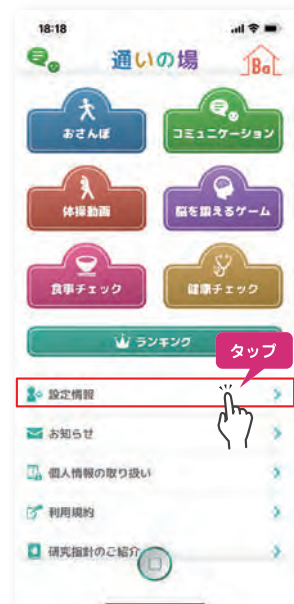 18:18
通いの場
Ba
おさんぽ
コミュニケーション
体操動画
脳を鍛えるゲーム
食事チェック
健康チェック
ランキング
タップ
設定情報
お知らせ
個人情報の取り扱い
利用規約
研究指針のご紹介